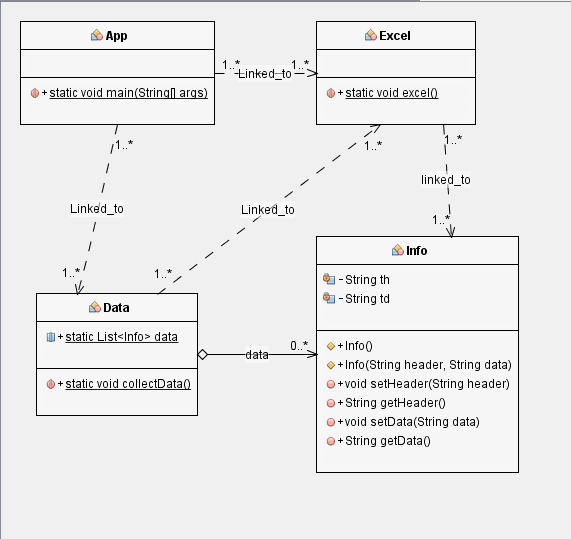 App
+static void main(String[] args)
1..*
Linked_to
1..*
Excel
+static void excel()
1..*
Linked_to
1..*
1..*
Linked_to
1..*
1..*
linked_to
1..*
Data
+static List<Info> data
+static void collectData()
data
0..*
Info
-String th
-String td
+Info()
+Info(String header, String data)
+void setHeader(String header)
+String getHeader()
+void setData(String data)
+String getData()